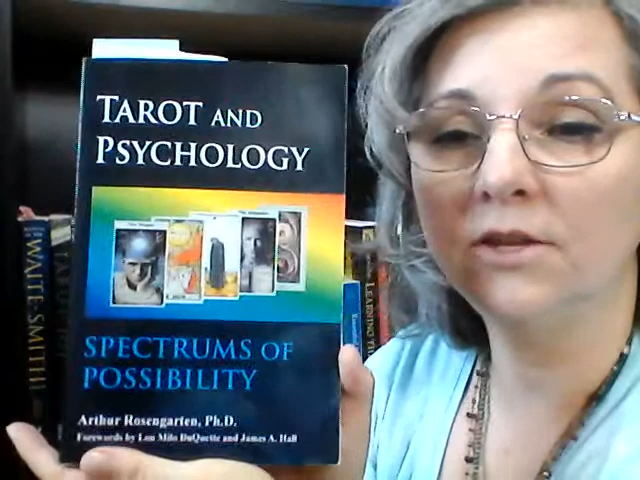 TAROT AND
PSYCHOLOGY
SPECTRUMS OF
POSSIBILITY
Arthur Rosengarten, Ph.D.
Forewords by Lon Milo DuQuette and James A. Hall
WAITE-SMITH
LEARNING